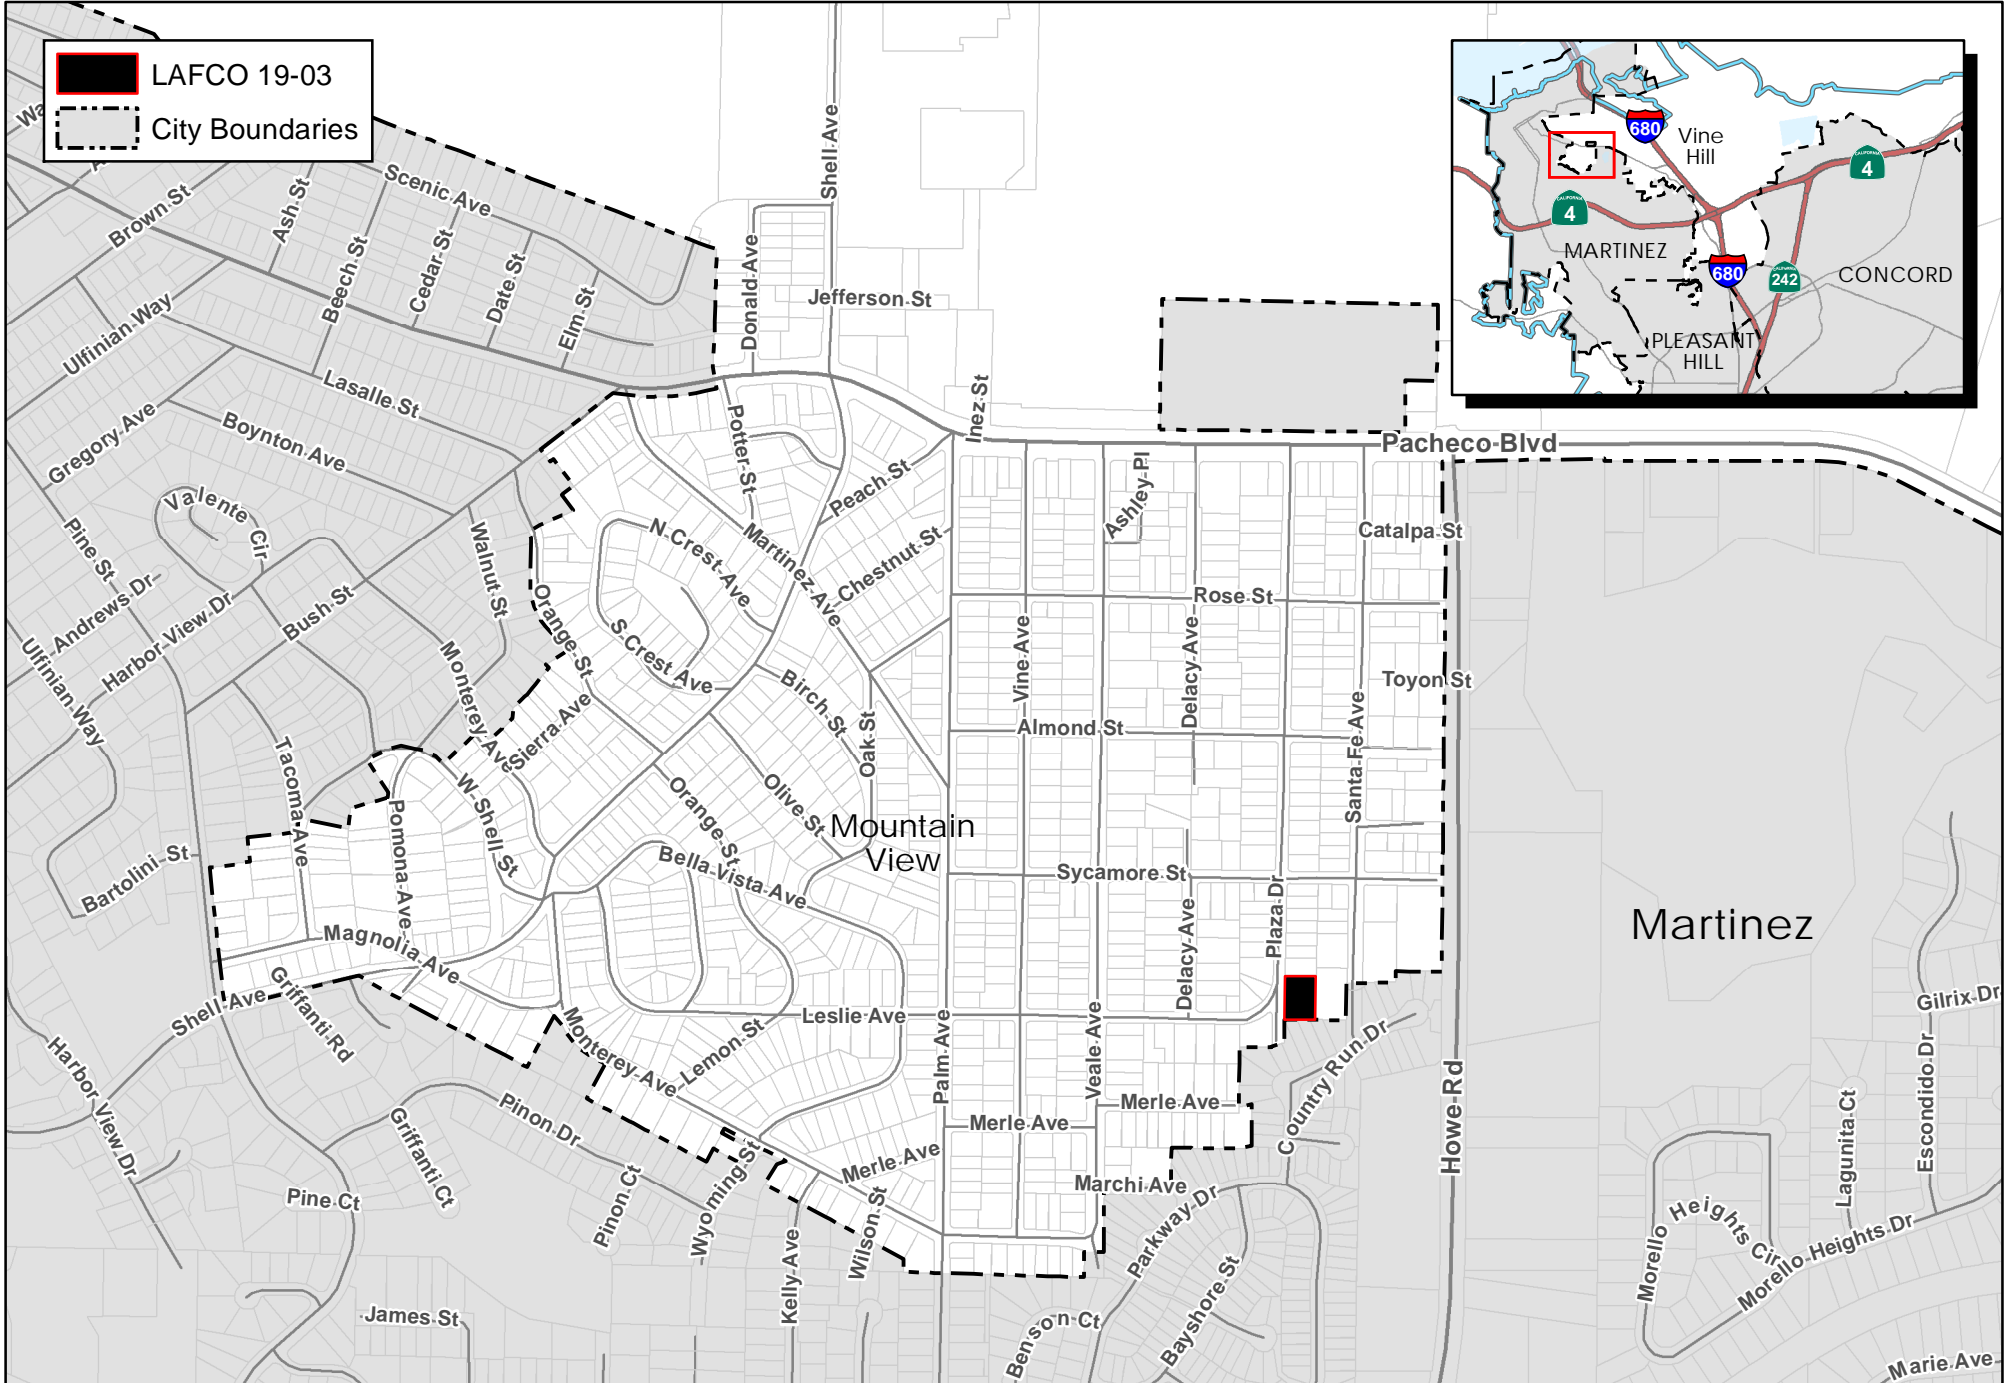 LAFCO 19-03
City Boundaries
680
Vine
Hill
CALIFORNIA
4
CALIFORNIA
4
MARTINEZ
680
CALIFORNIA
242
CONCORD
PLEASANT
HILL
Wa
A
Brown St
Ash St
Beech St
Cedar St
Date St
Elm St
Scenic Ave
Shell Ave
Donald Ave
Jefferson St
Ulfinian Way
Lasalle St
Boynton Ave
Gregory Ave
Valente Cir
Pine St
Andrews Dr
Harbor View Dr
Bush St
Walnut St
Ulfinian Way
Monterey Ave
Sierra Ave
Orange St
N Crest Ave
S Crest Ave
Potter St
Martinez Ave
Peach St
Chestnut St
Inez St
Pacheco Blvd
Ashley Pl
Catalpa St
Rose St
Vine Ave
Delacy Ave
Toyon St
Santa Fe Ave
Almond St
Birch St
Oak St
Olive St
Orange St
Tacoma Ave
Pomona Ave
W Shell St
Bartolini St
Mountain
View
Bella Vista Ave
Sycamore St
Plaza Dr
Delacy Ave
Martinez
Magnolia Ave
Griffanti Rd
Shell Ave
Harbor View Dr
Monterey Ave
Lemon St
Leslie Ave
Palm Ave
Veale Ave
Country Run Dr
Howe Rd
Gilrix Dr
Escondido Dr
Lagunita Ct
Merle Ave
Merle Ave
Merle Ave
Marchi Ave
Pinon Dr
Griffanti Ct
Pine Ct
Pinon Ct
Wyoming St
Kelly Ave
Wilson St
Parkway Dr
Bayshore St
Benson Ct
James St
Morello Heights Cir
Morello Heights Dr
Marie Ave